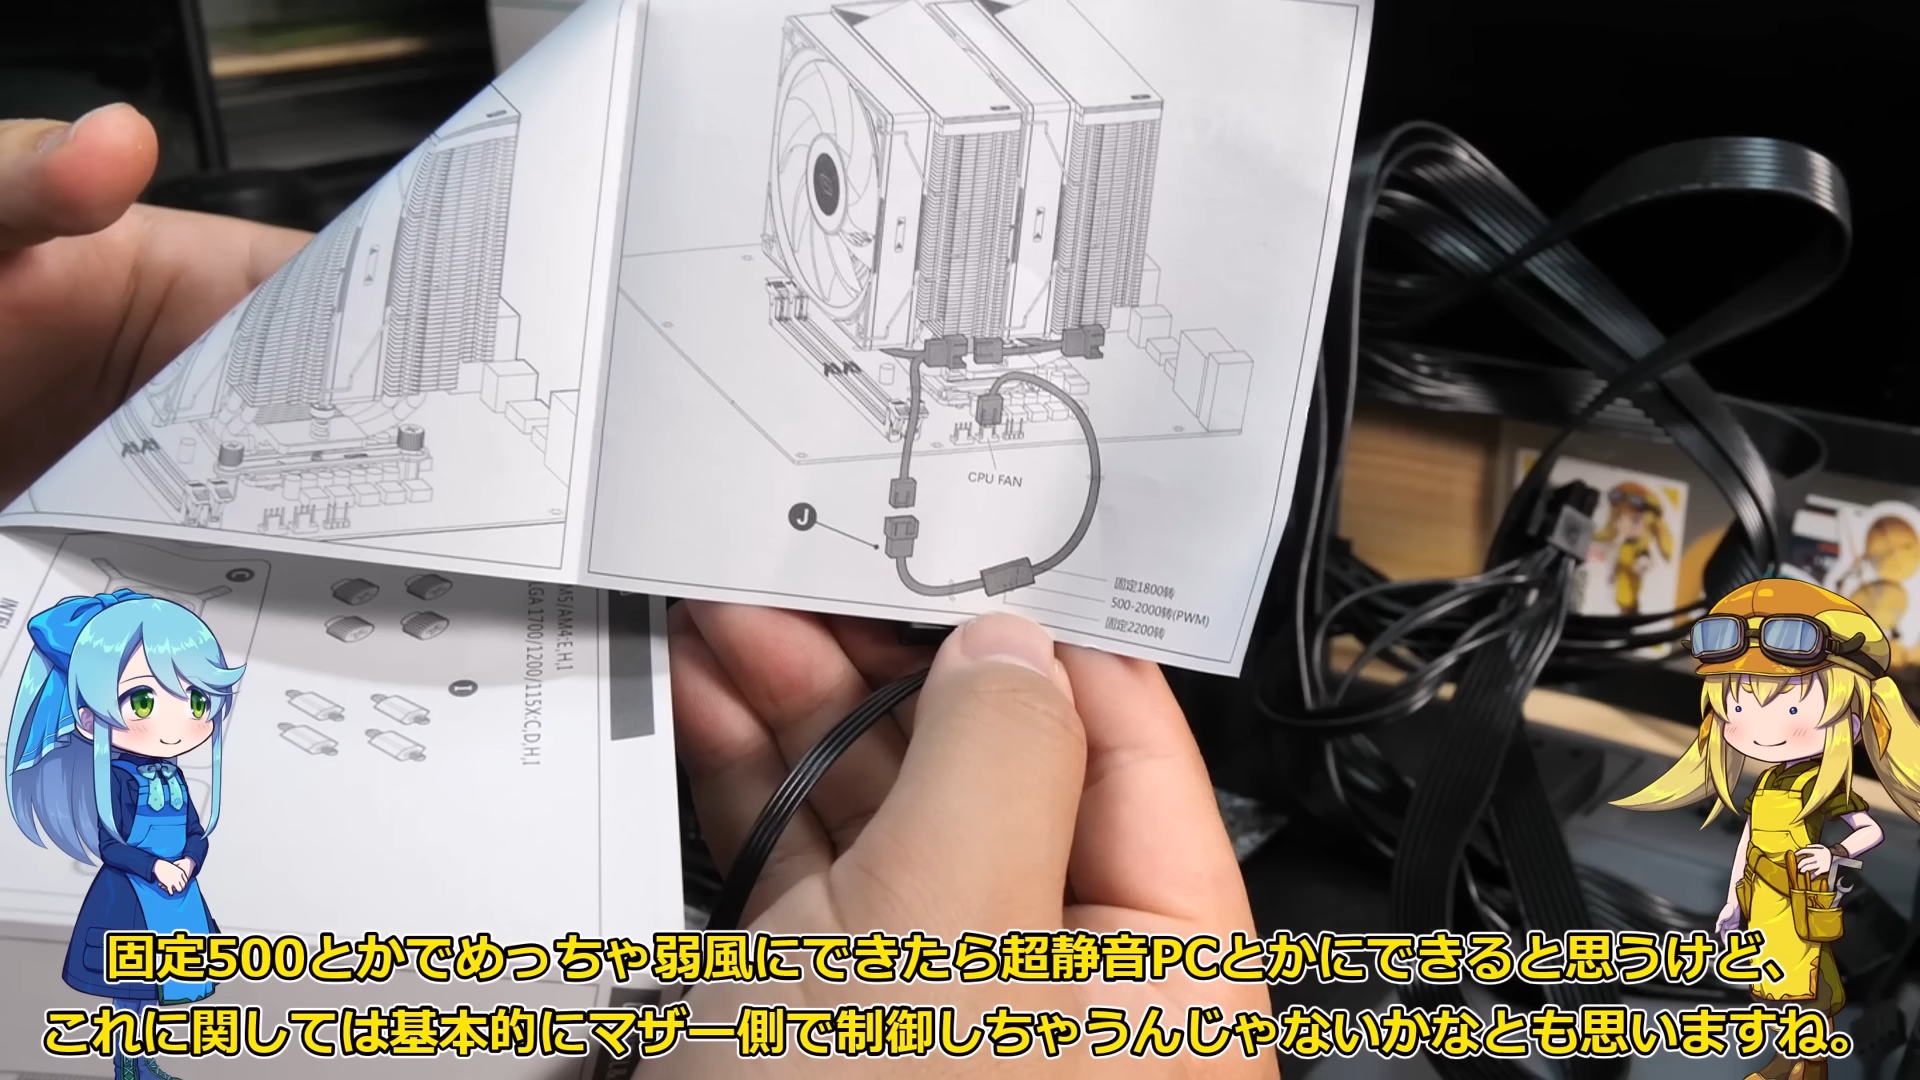 CPU FAN
J
固定1800转
500-2000转(PWM)
固定2200转
G
I
M5/AM4:E,H,I
GA1700/1200/115X:C,D,H,I
INTEL
固定500とかでめっちゃ弱風にできたら超静音PCとかにできると思うけど、
これに関しては基本的にマザー側で制御しちゃうんじゃないかなとも思いますね。